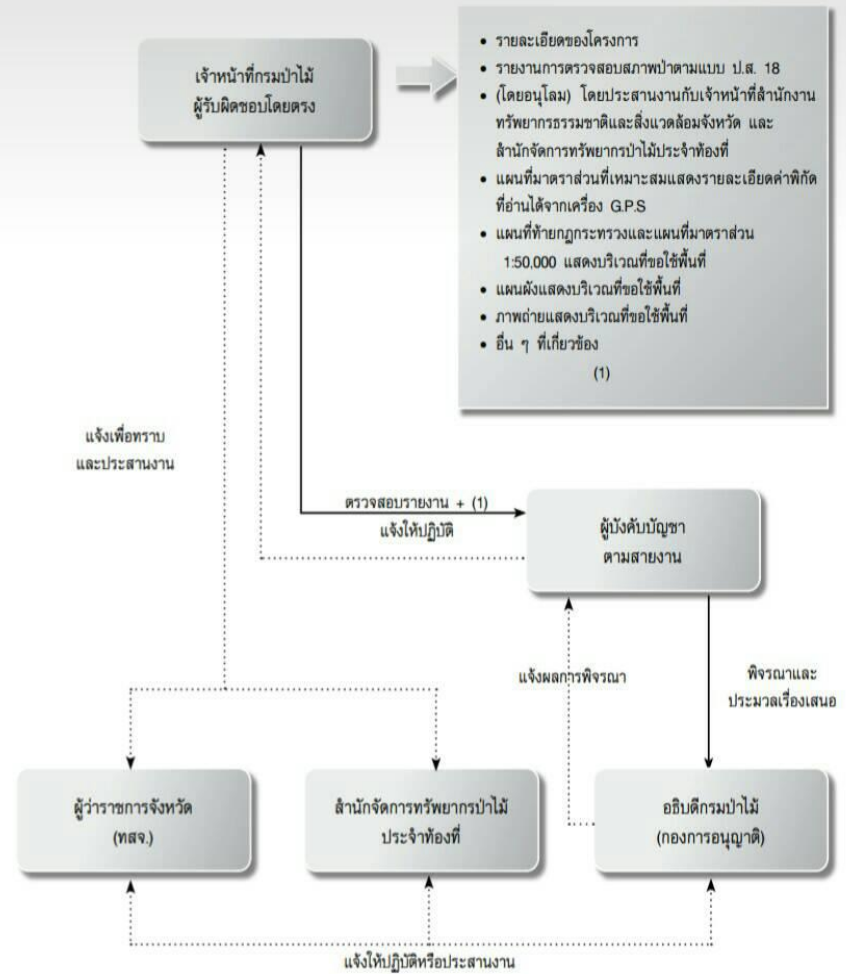 เจ้าหน้าที่กรมป่าไม้
ผู้รับผิดชอบโดยตรง
• รายละเอียดของโครงการ
• รายงานการตรวจสอบสภาพป่าตามแบบ ป.ส. 18
• (โดยอนุโลม) โดยประสานงานกับเจ้าหน้าที่สำนักงาน
ทรัพยากรธรรมชาติและสิ่งแวดล้อมจังหวัด และ
สำนักจัดการทรัพยากรป่าไม้ประจำท้องที่
• แผนที่มาตราส่วนที่เหมาะสมแสดงรายละเอียดค่าพิกัด
ที่อ่านได้จากเครื่อง G.P.S
• แผนที่ท้ายกฎกระทรวงและแผนที่มาตราส่วน
1:50,000 แสดงบริเวณที่ขอใช้พื้นที่
• แผนผังแสดงบริเวณที่ขอใช้พื้นที่
• ภาพถ่ายแสดงบริเวณที่ขอใช้พื้นที่
• อื่น ๆ ที่เกี่ยวข้อง
(1)
แจ้งเพื่อทราบ
และประสานงาน
ตรวจสอบรายงาน + (1)
แจ้งให้ปฏิบัติ
ผู้บังคับบัญชา
ตามสายงาน
แจ้งผลการพิจรณา
พิจรณาและ
ประมวลเรื่องเสนอ
ผู้ว่าราชการจังหวัด
(ทสจ.)
สำนักจัดการทรัพยากรป่าไม้
ประจำท้องที่
อธิบดีกรมป่าไม้
(กองการอนุญาติ)
แจ้งให้ปฏิบัติหรือประสานงาน